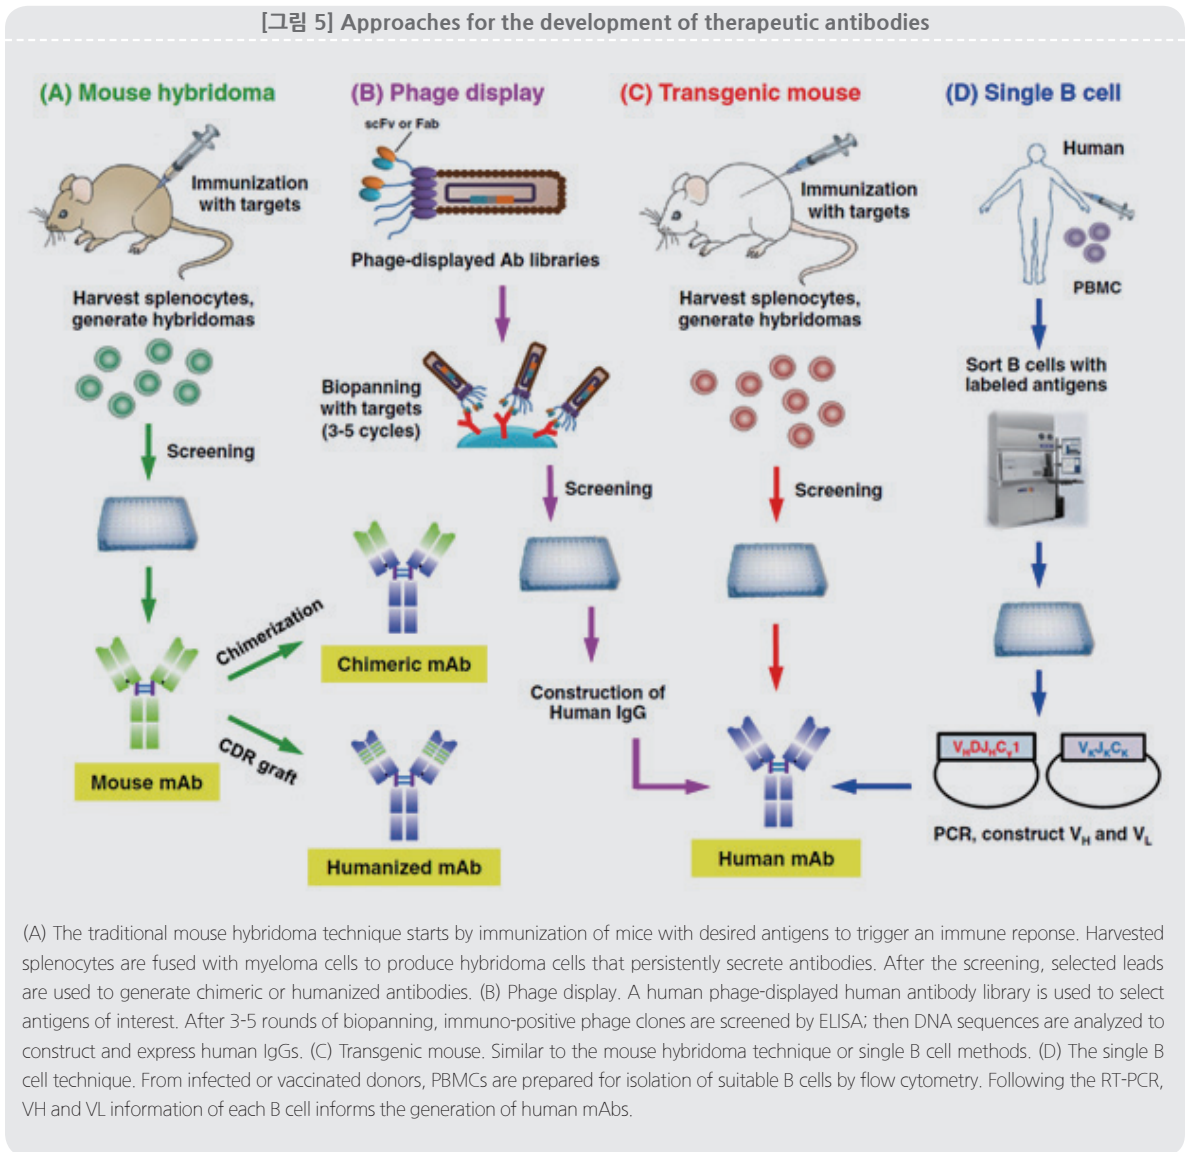 [그림 5] Approaches for the development of therapeutic antibodies
(A) Mouse hybridoma
Immunization
with targets
Harvest splenocytes,
generate hybridomas
Screening
Mouse mAb
Chimerization
Chimeric mAb
CDR graft
Humanized mAb
(B) Phage display
scFv or Fab
Phage-displayed Ab libraries
Biopanning
with targets
(3-5 cycles)
Screening
Construction of
Human IgG
(C) Transgenic mouse
Immunization
with targets
Harvest splenocytes,
generate hybridomas
Screening
Human mAb
(D) Single B cell
Human
PBMC
Sort B cells with
labeled antigens
VHDJHCγ1
VKJKCK
PCR, construct VH and VL
(A) The traditional mouse hybridoma technique starts by immunization of mice with desired antigens to trigger an immune reponse. Harvested
splenocytes are fused with myeloma cells to produce hybridoma cells that persistently secrete antibodies. After the screening, selected leads
are used to generate chimeric or humanized antibodies. (B) Phage display. A human phage-displayed human antibody library is used to select
antigens of interest. After 3-5 rounds of biopanning, immuno-positive phage clones are screened by ELISA; then DNA sequences are analyzed to
construct and express human IgGs. (C) Transgenic mouse. Similar to the mouse hybridoma technique or single B cell methods. (D) The single B
cell technique. From infected or vaccinated donors, PBMCs are prepared for isolation of suitable B cells by flow cytometry. Following the RT-PCR,
VH and VL information of each B cell informs the generation of human mAbs.